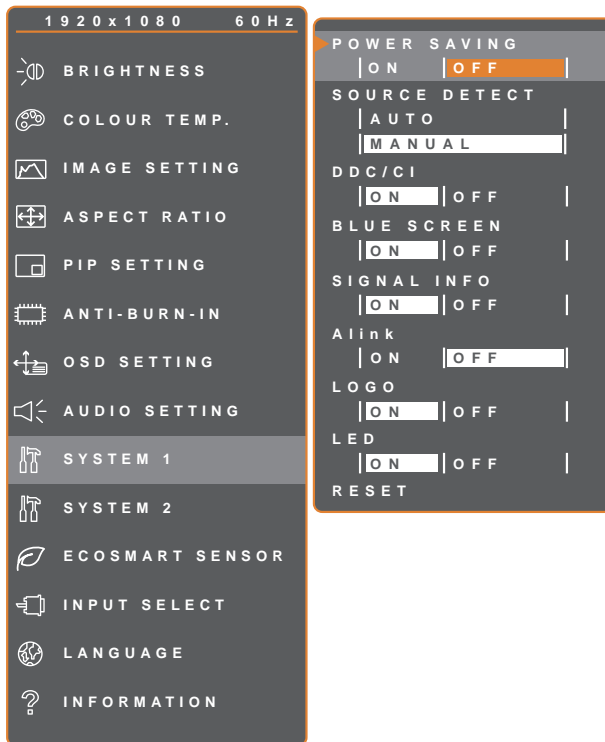 1920x1080 60Hz
BRIGHTNESS
COLOUR TEMP.
IMAGE SETTING
ASPECT RATIO
PIP SETTING
ANTI-BURN-IN
OSD SETTING
AUDIO SETTING
SYSTEM 1
SYSTEM 2
ECOSMART SENSOR
INPUT SELECT
LANGUAGE
INFORMATION
POWER SAVING
ON OFF
SOURCE DETECT
AUTO
MANUAL
DDC/CI
ON OFF
BLUE SCREEN
ON OFF
SIGNAL INFO
ON OFF
Alink
ON OFF
LOGO
ON OFF
LED
ON OFF
RESET